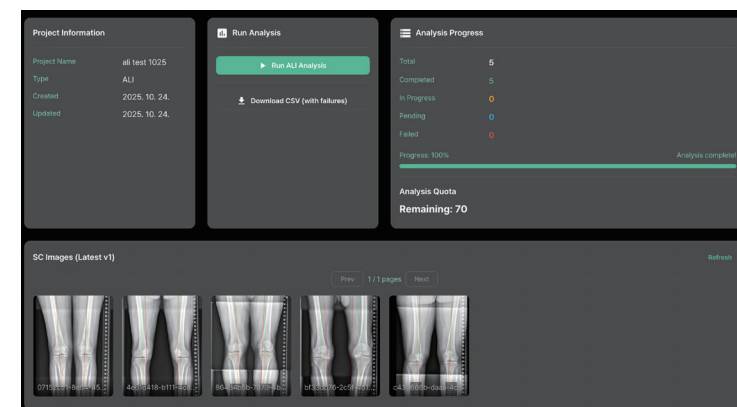 Project Information
Project Name ali test 1025
Type ALI
Created 2025. 10. 24.
Updated 2025. 10. 24.
Run Analysis
Run ALI Analysis
Download CSV (with failures)
Analysis Progress
Total 5
Completed 5
In Progress 0
Pending 0
Failed 0
Progress: 100% Analysis complete!
Analysis Quota
Remaining: 70
SC Images (Latest v1)
Refresh
Prev 1 / 1 pages Next